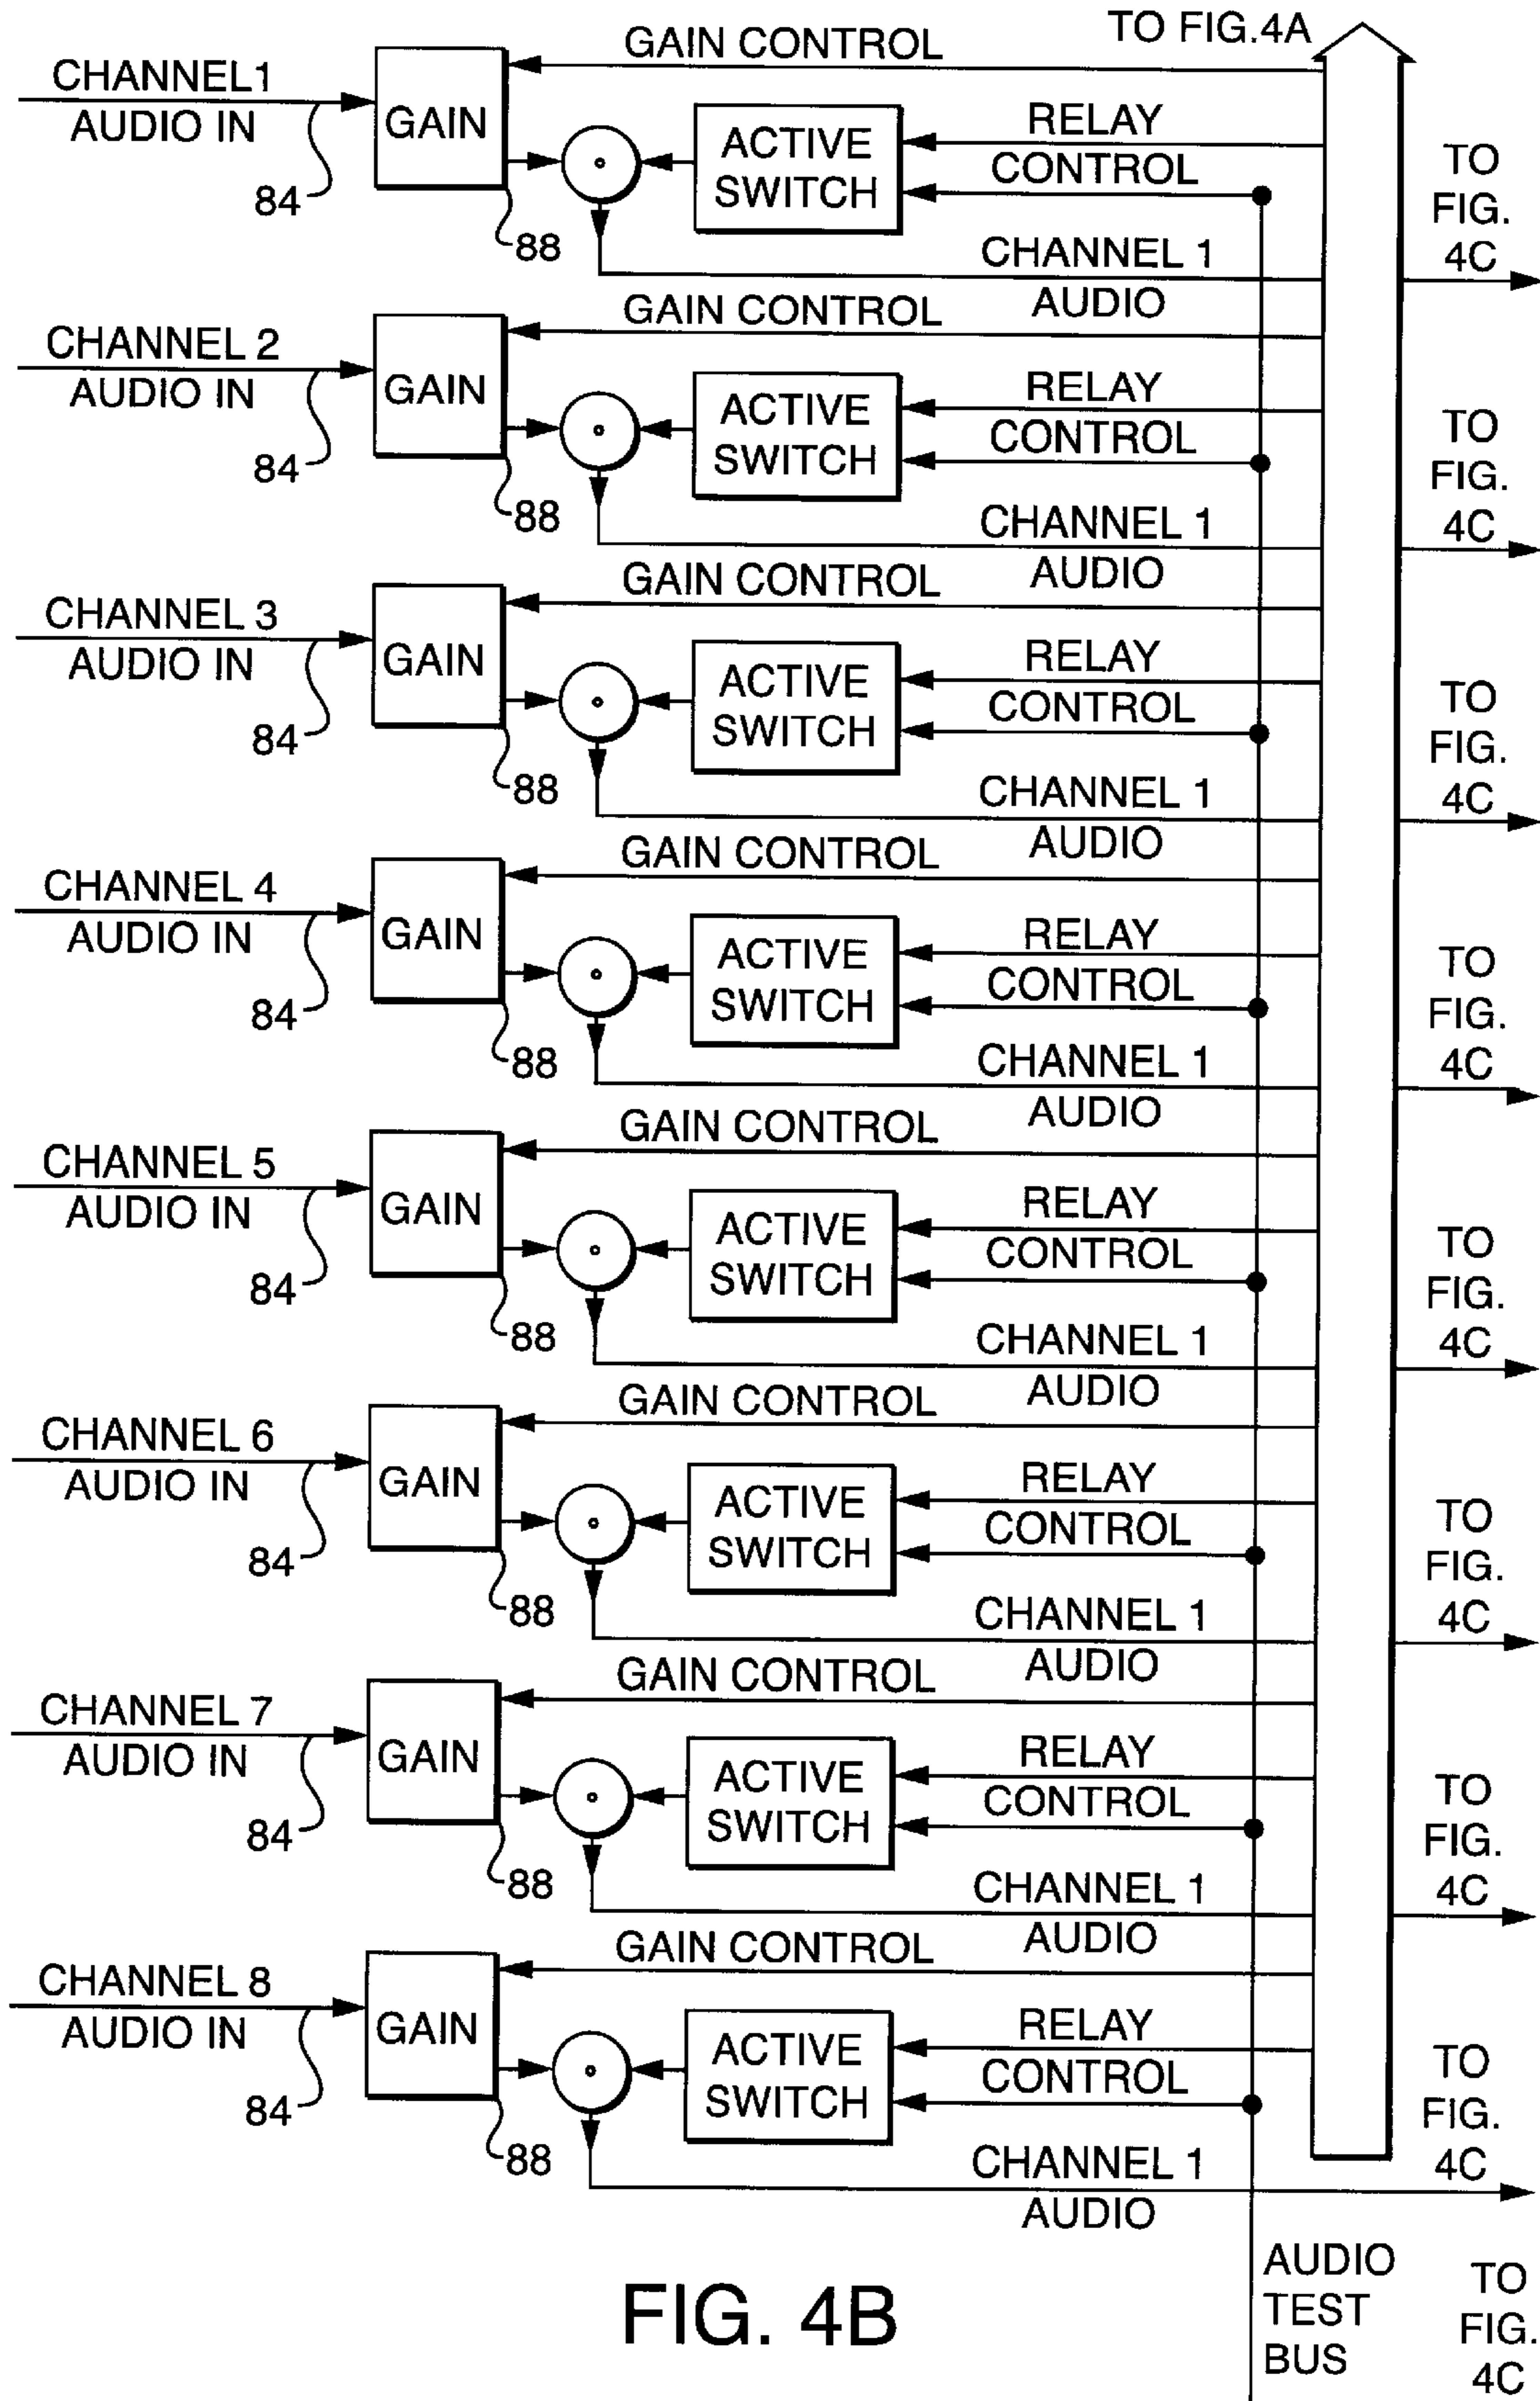 TO FIG.4A
GAIN CONTROL
CHANNEL1
AUDIO IN
GAIN
84
88
ACTIVE
SWITCH
RELAY
CONTROL
CHANNEL 1
AUDIO
TO
FIG.
4C
GAIN CONTROL
CHANNEL 2
AUDIO IN
GAIN
84
88
ACTIVE
SWITCH
RELAY
CONTROL
CHANNEL 1
AUDIO
TO
FIG.
4C
GAIN CONTROL
CHANNEL 3
AUDIO IN
GAIN
84
88
ACTIVE
SWITCH
RELAY
CONTROL
CHANNEL 1
AUDIO
TO
FIG.
4C
GAIN CONTROL
CHANNEL 4
AUDIO IN
GAIN
84
88
ACTIVE
SWITCH
RELAY
CONTROL
CHANNEL 1
AUDIO
TO
FIG.
4C
GAIN CONTROL
CHANNEL 5
AUDIO IN
GAIN
84
88
ACTIVE
SWITCH
RELAY
CONTROL
CHANNEL 1
AUDIO
TO
FIG.
4C
GAIN CONTROL
CHANNEL 6
AUDIO IN
GAIN
84
88
ACTIVE
SWITCH
RELAY
CONTROL
CHANNEL 1
AUDIO
TO
FIG.
4C
GAIN CONTROL
CHANNEL 7
AUDIO IN
GAIN
84
88
ACTIVE
SWITCH
RELAY
CONTROL
CHANNEL 1
AUDIO
TO
FIG.
4C
GAIN CONTROL
CHANNEL 8
AUDIO IN
GAIN
84
88
ACTIVE
SWITCH
RELAY
CONTROL
CHANNEL 1
AUDIO
TO
FIG.
4C
AUDIO
TEST
BUS
TO
FIG.
4C
FIG. 4B